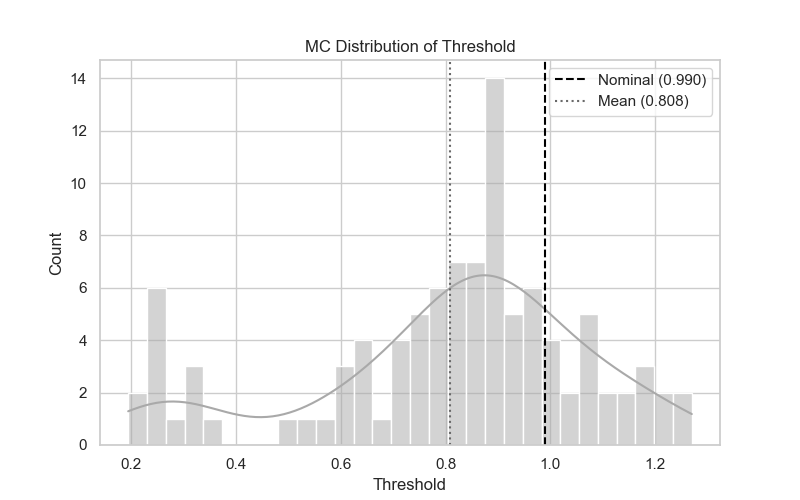 MC Distribution of Threshold
Nominal (0.990)
Mean (0.808)
Count
14
12
10
8
6
4
2
0
0.2 0.4 0.6 0.8 1.0 1.2
Threshold